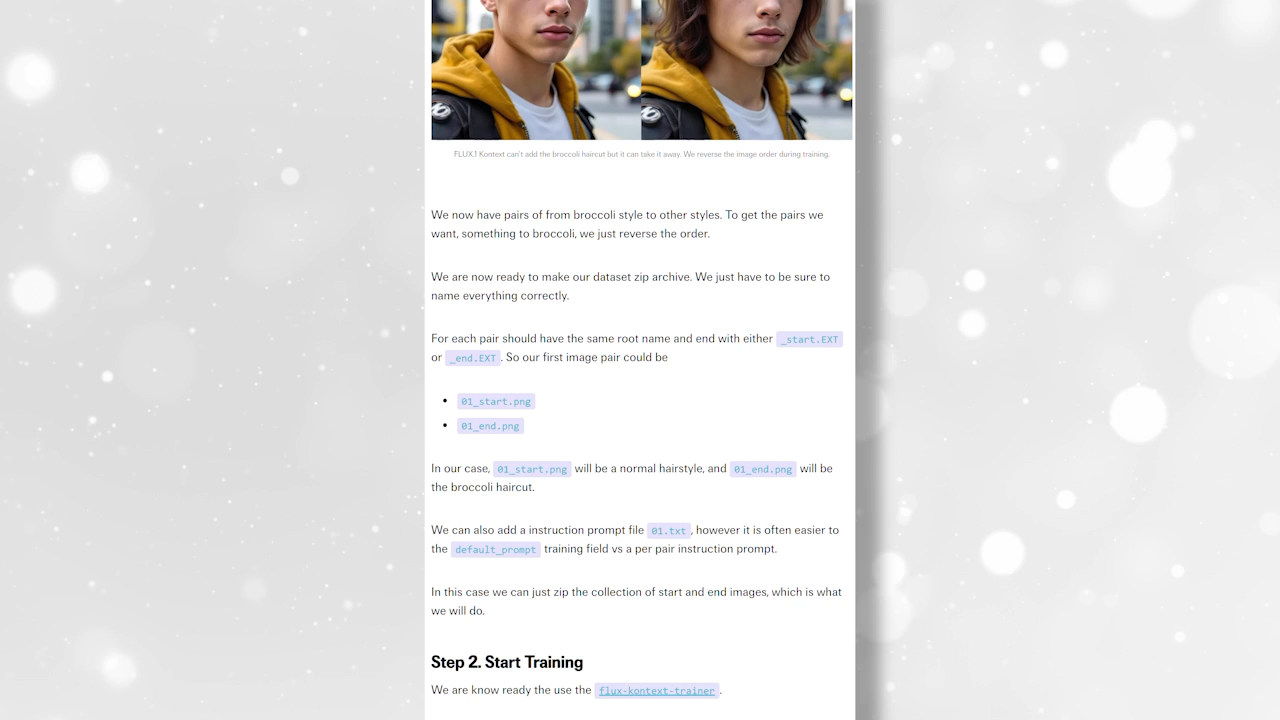 FLUX.1 Kontext can't add the broccoli haircut but it can take it away. We reverse the image order during training.
We now have pairs of from broccoli style to other styles. To get the pairs we
want, something to broccoli, we just reverse the order.
We are now ready to make our dataset zip archive. We just have to be sure to
name everything correctly.
For each pair should have the same root name and end with either _start.EXT
or _end.EXT. So our first image pair could be
• 01_start.png
• 01_end.png
In our case, 01_start.png will be a normal hairstyle, and 01_end.png will be
the broccoli haircut.
We can also add a instruction prompt file 01.txt, however it is often easier to
the default_prompt training field vs a per pair instruction prompt.
In this case we can just zip the collection of start and end images, which is what
we will do.
Step 2. Start Training
We are know ready the use the flux-kontext-trainer.